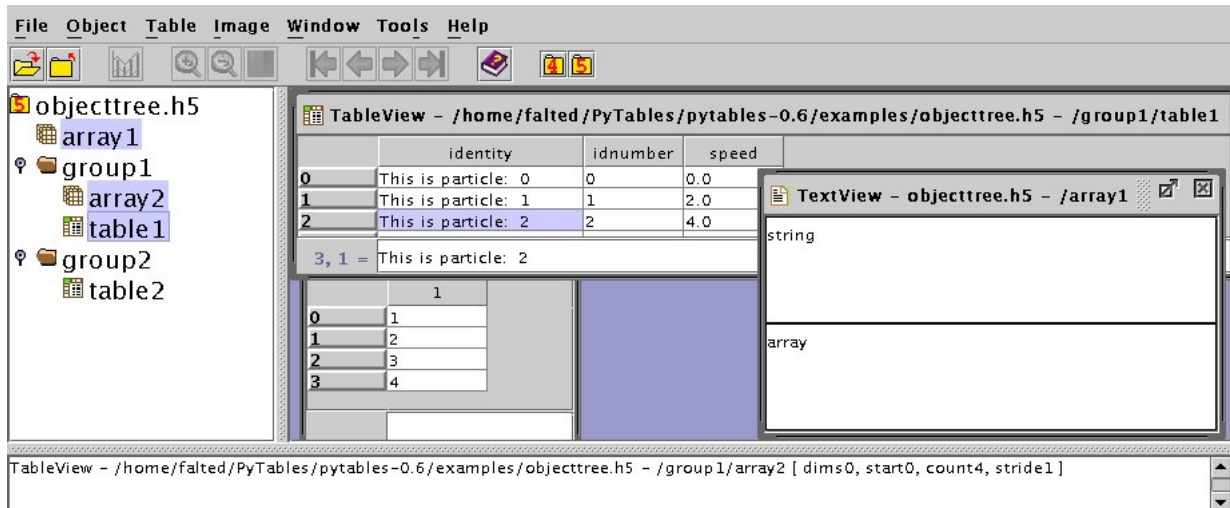 File Object Table Image Window Tools Help
4 5
5 objecttree.h5
array1
group1
array2
table1
group2
table2
TableView - /home/falted/PyTables/pytables-0.6/examples/objecttree.h5 - /group1/table1
identity idnumber speed
0 This is particle: 0 0 0.0
1 This is particle: 1 1 2.0
2 This is particle: 2 2 4.0
3, 1 = This is particle: 2
1
0 1
1 2
2 3
3 4
TextView - objecttree.h5 - /array1
string
array
TableView - /home/falted/PyTables/pytables-0.6/examples/objecttree.h5 - /group1/array2 [ dims0, start0, count4, stride1 ]